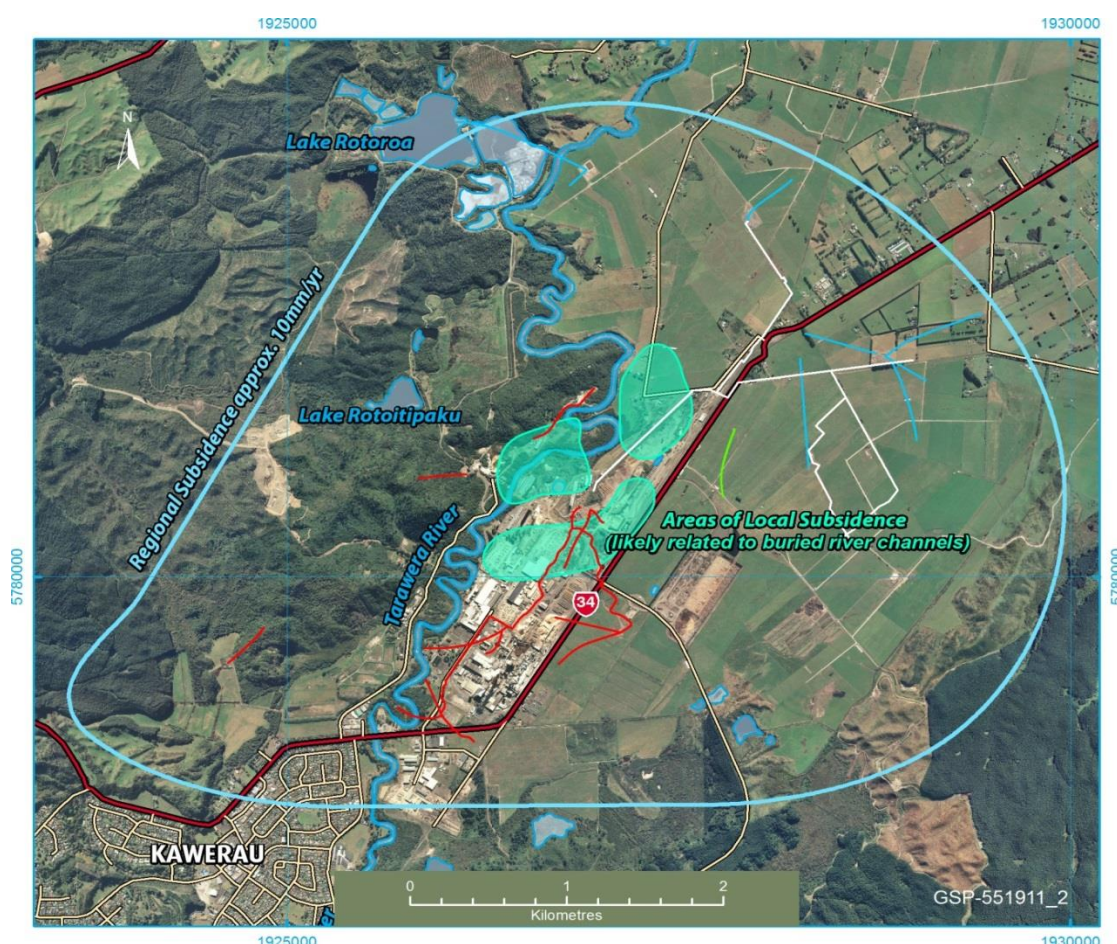 1925000
1930000
N
Lake Rotoroa
Regional Subsidence approx. 10mm/yr
Lake Rotoitipaku
Tarawera River
Areas of Local Subsidence
(likely related to buried river channels)
5780000
5780000
34
KAWERAU
0 1 2
Kilometres
GSP-551911_2
1925000
1930000